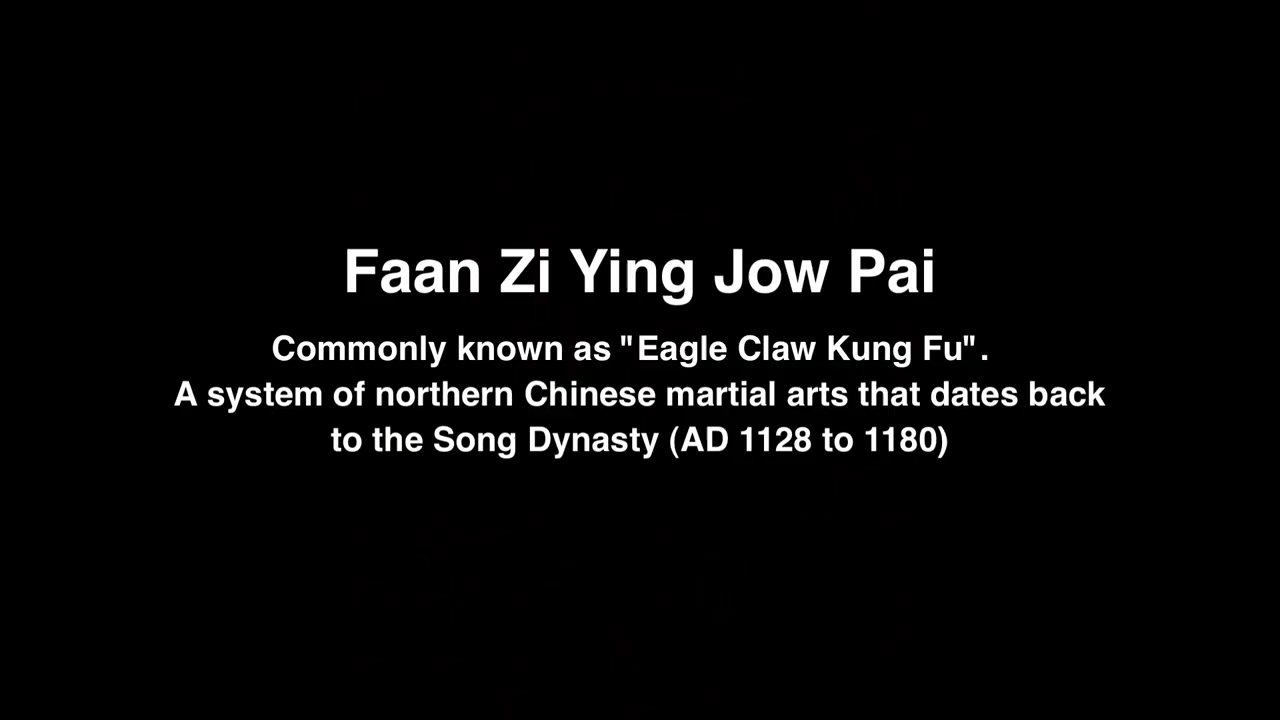 Faan Zi Ying Jow Pai
Commonly known as "Eagle Claw Kung Fu".
A system of northern Chinese martial arts that dates back
to the Song Dynasty (AD 1128 to 1180)